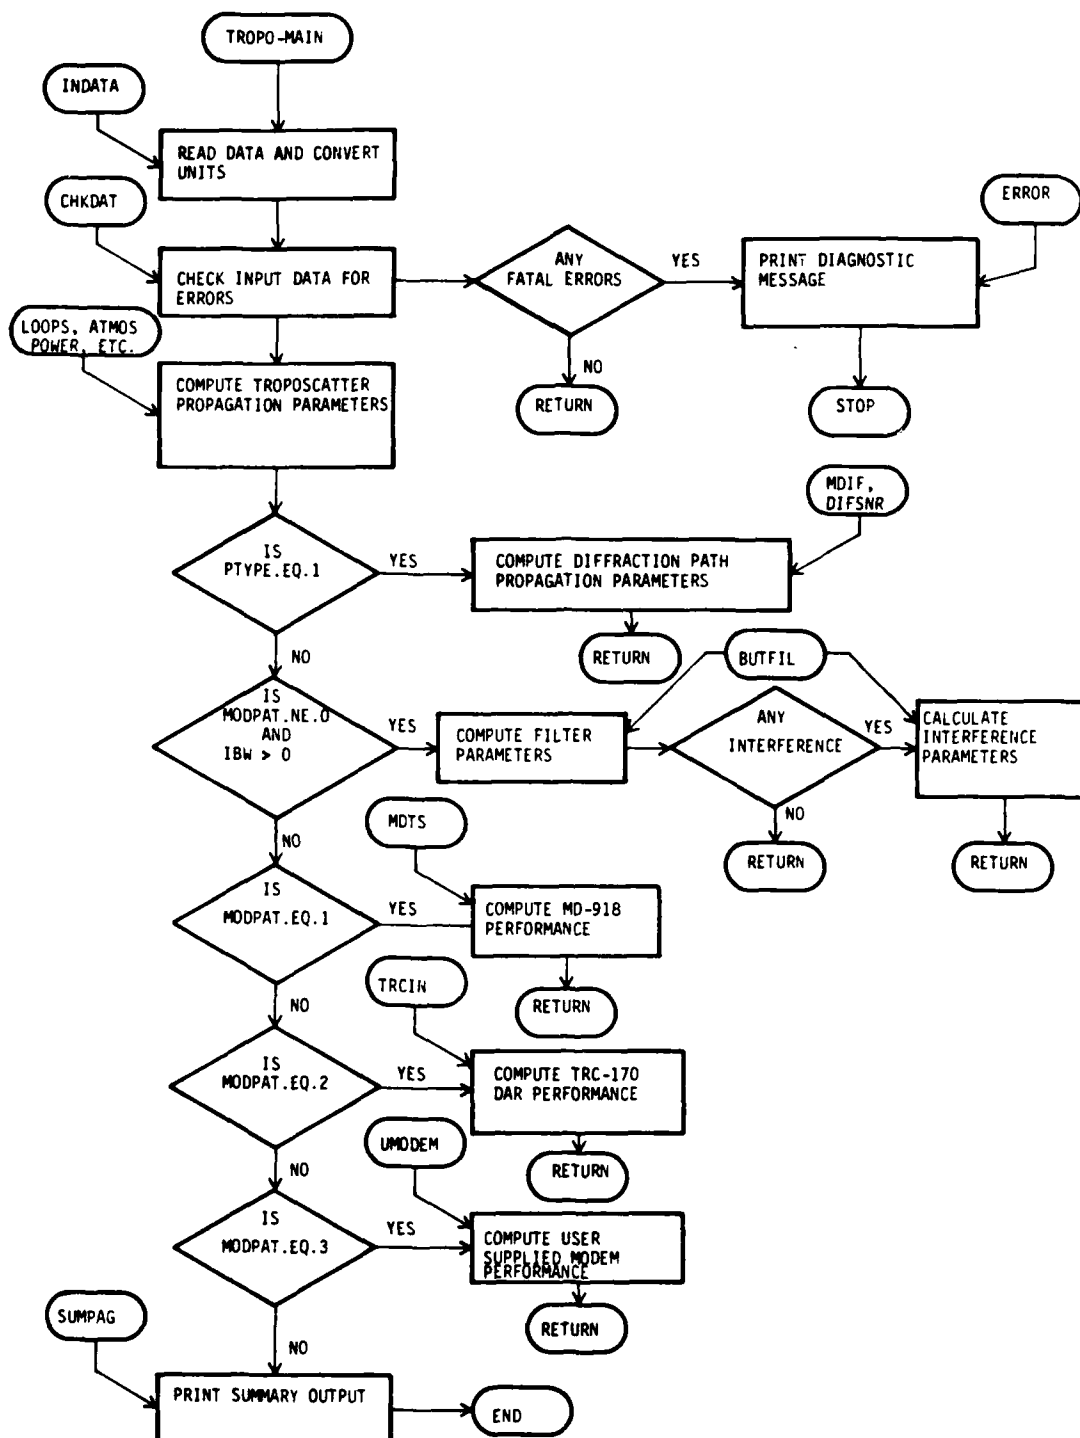 TROPO-MAIN
INDATA
READ DATA AND CONVERT
UNITS
CHKDAT
CHECK INPUT DATA FOR
ERRORS
ANY
FATAL ERRORS
YES
NO
RETURN
PRINT DIAGNOSTIC
MESSAGE
ERROR
STOP
LOOPS, ATMOS
POWER, ETC.
COMPUTE TROPOSCATTER
PROPAGATION PARAMETERS
IS
PTYPE.EQ.1
YES
NO
COMPUTE DIFFRACTION PATH
PROPAGATION PARAMETERS
MDIF,
DIFSNR
RETURN
IS
MODPAT.NE.0
AND
IBW > 0
YES
NO
COMPUTE FILTER
PARAMETERS
BUTFIL
ANY
INTERFERENCE
YES
NO
RETURN
CALCULATE
INTERFERENCE
PARAMETERS
RETURN
MDTS
IS
MODPAT.EQ.1
YES
NO
COMPUTE MD-918
PERFORMANCE
RETURN
TRCIN
IS
MODPAT.EQ.2
YES
NO
COMPUTE TRC-170
DAR PERFORMANCE
RETURN
UMODEM
IS
MODPAT.EQ.3
YES
NO
COMPUTE USER
SUPPLIED MODEM
PERFORMANCE
RETURN
SUMPAG
PRINT SUMMARY OUTPUT
END